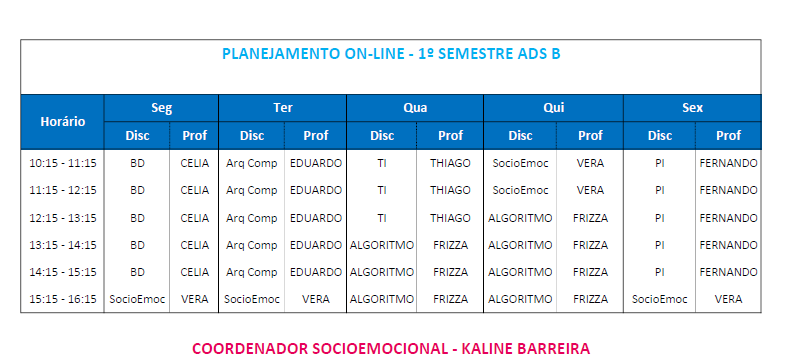 PLANEJAMENTO ON-LINE - 1º SEMESTRE ADS B
Horário Seg Ter Qua Qui Sex
Disc Prof Disc Prof Disc Prof Disc Prof Disc Prof
10:15 - 11:15 BD CELIA Arq Comp EDUARDO TI THIAGO SocioEmoc VERA PI FERNANDO
11:15 - 12:15 BD CELIA Arq Comp EDUARDO TI THIAGO SocioEmoc VERA PI FERNANDO
12:15 - 13:15 BD CELIA Arq Comp EDUARDO TI THIAGO ALGORITMO FRIZZA PI FERNANDO
13:15 - 14:15 BD CELIA Arq Comp EDUARDO ALGORITMO FRIZZA ALGORITMO FRIZZA PI FERNANDO
14:15 - 15:15 BD CELIA Arq Comp EDUARDO ALGORITMO FRIZZA ALGORITMO FRIZZA PI FERNANDO
15:15 - 16:15 SocioEmoc VERA SocioEmoc VERA ALGORITMO FRIZZA ALGORITMO FRIZZA SocioEmoc VERA
COORDENADOR SOCIOEMOCIONAL - KALINE BARREIRA